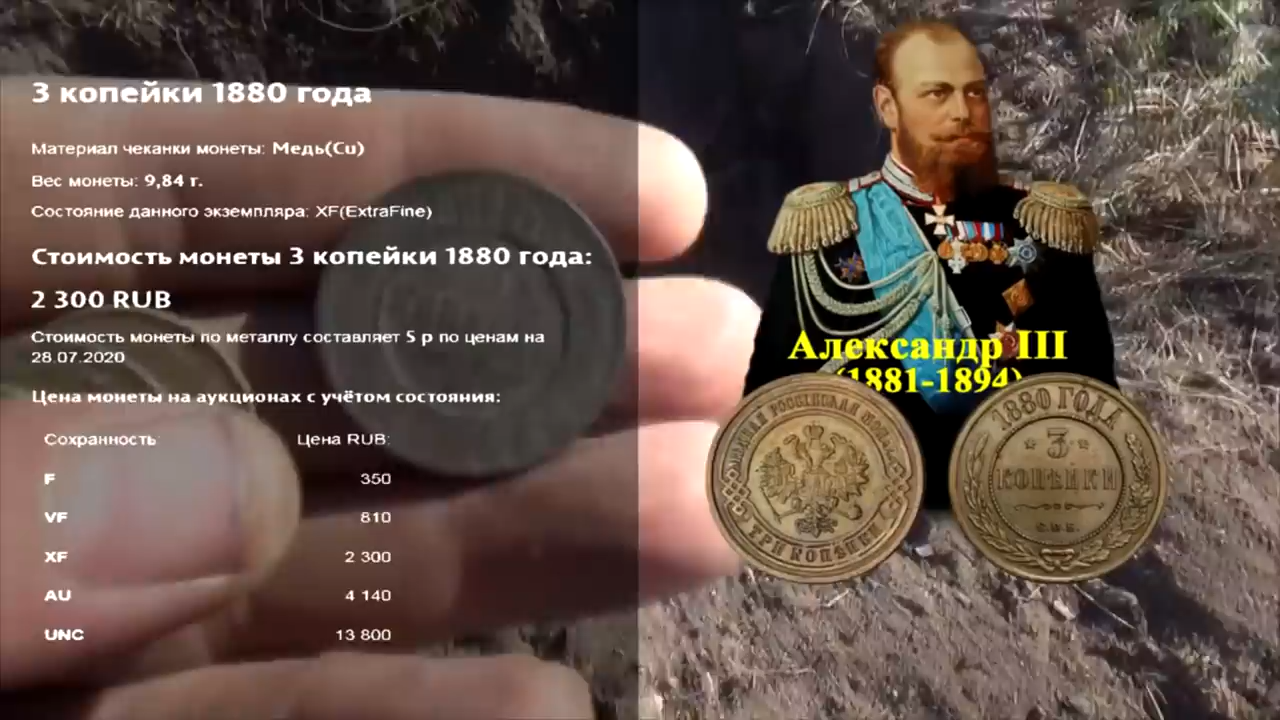 3 копейки 1880 года
Материал чеканки монеты: Медь(Cu)
Вес монеты: 9,84 г.
Состояние данного экземпляра: XF(ExtraFine)
Стоимость монеты 3 копейки 1880 года:
2 300 RUB
Стоимость монеты по металлу составляет 5 р по ценам на
28.07.2020
Цена монеты на аукционах с учётом состояния:
Сохранность: Цена RUB:
F 350
VF 810
XF 2 300
AU 4 140
UNC 13 800
Александр III
(1881-1894)
РОССІЙСКАЯ
ТРИ КОПѢЙКИ
1880 ГОДА
3
КОПѢЙКИ
С.П.Б.